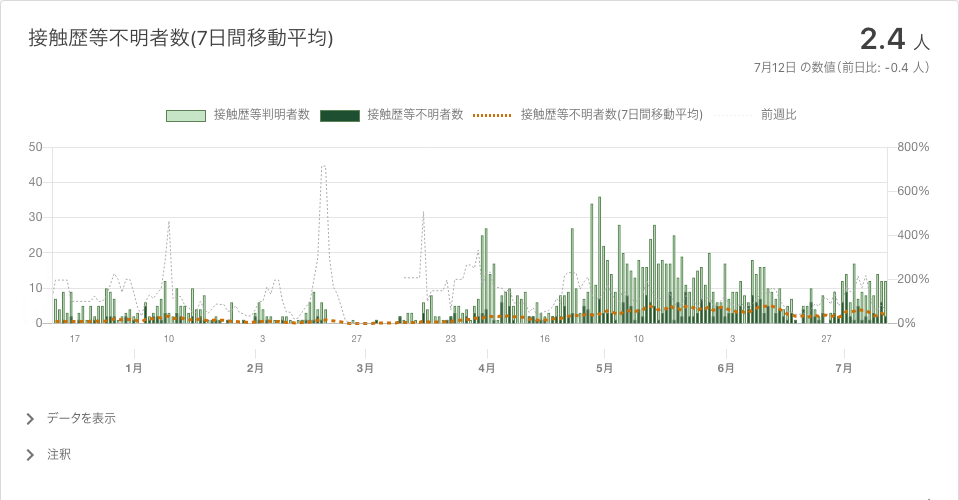 接触歴等不明者数(7日間移動平均)
2.4 人
7月12日 の数値(前日比: -0.4 人)
接触歴等判明者数 接触歴等不明者数 接触歴等不明者数(7日間移動平均) 前週比
50 800%
40 600%
30 400%
20 200%
10
0 0%
17 10 3 27 23 16 10 3 27
1月 2月 3月 4月 5月 6月 7月
データを表示
注釈